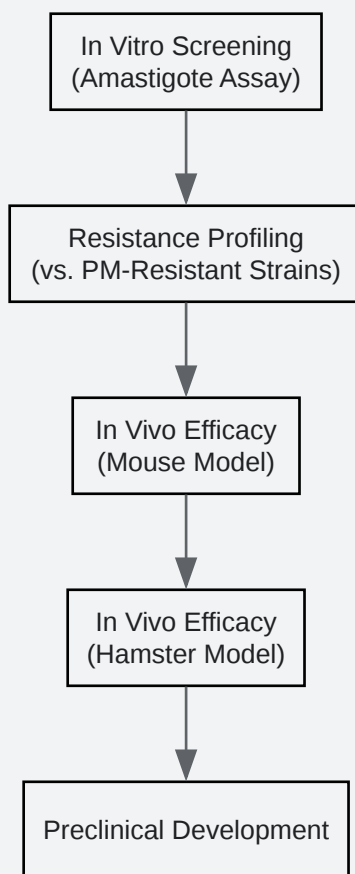 In Vitro Screening
(Amastigote Assay)
Resistance Profiling
(vs. PM-Resistant Strains)
In Vivo Efficacy
(Mouse Model)
In Vivo Efficacy
(Hamster Model)
Preclinical Development